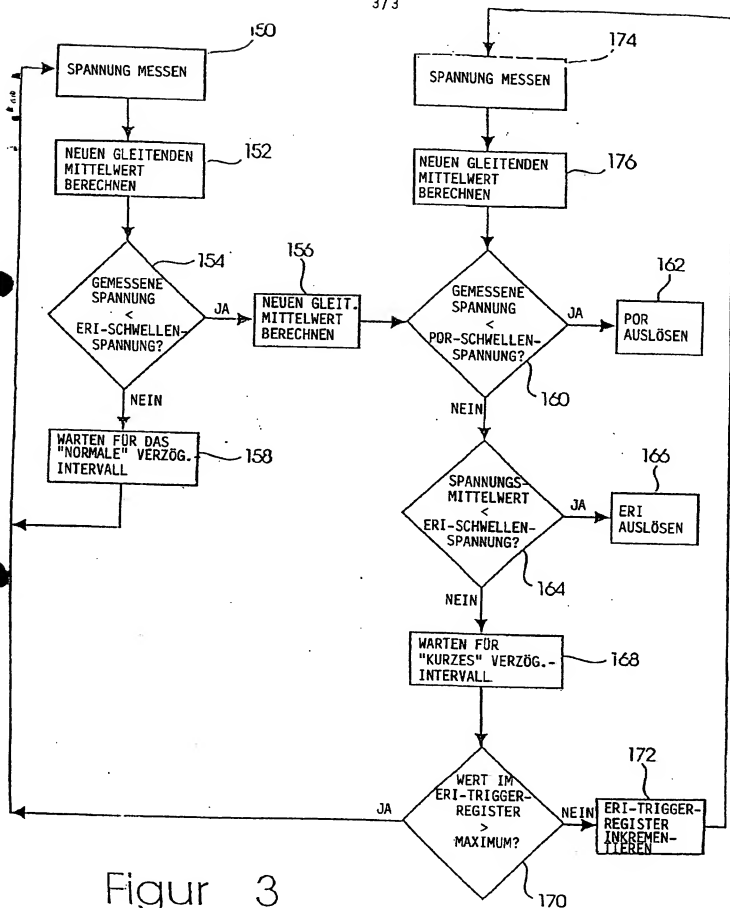 3/3
150
SPANNUNG MESSEN
152
NEUEN GLEITENDEN
MITTELWERT
BERECHNEN
154
GEMESSENE
SPANNUNG
<
ERI-SCHWELLEN-
SPANNUNG?
JA
NEIN
156
NEUEN GLEIT.
MITTELWERT
BERECHNEN
WARTEN FÜR DAS
"NORMALE" VERZÖG.-
INTERVALL
158
174
SPANNUNG MESSEN
NEUEN GLEITENDEN
MITTELWERT
BERECHNEN
176
GEMESSENE
SPANNUNG
<
POR-SCHWELLEN-
SPANNUNG?
JA
160
NEIN
162
POR
AUSLÖSEN
SPANNUNGS-
MITTELWERT
<
ERI-SCHWELLEN-
SPANNUNG?
JA
164
NEIN
166
ERI
AUSLÖSEN
WARTEN FÜR
"KURZES" VERZÖG.-
INTERVALL
168
WERT IM
ERI-TRIGGER-
REGISTER
>
MAXIMUM?
JA
NEIN
170
172
ERI-TRIGGER-
REGISTER
INKREMEN-
TIEREN
Figur 3